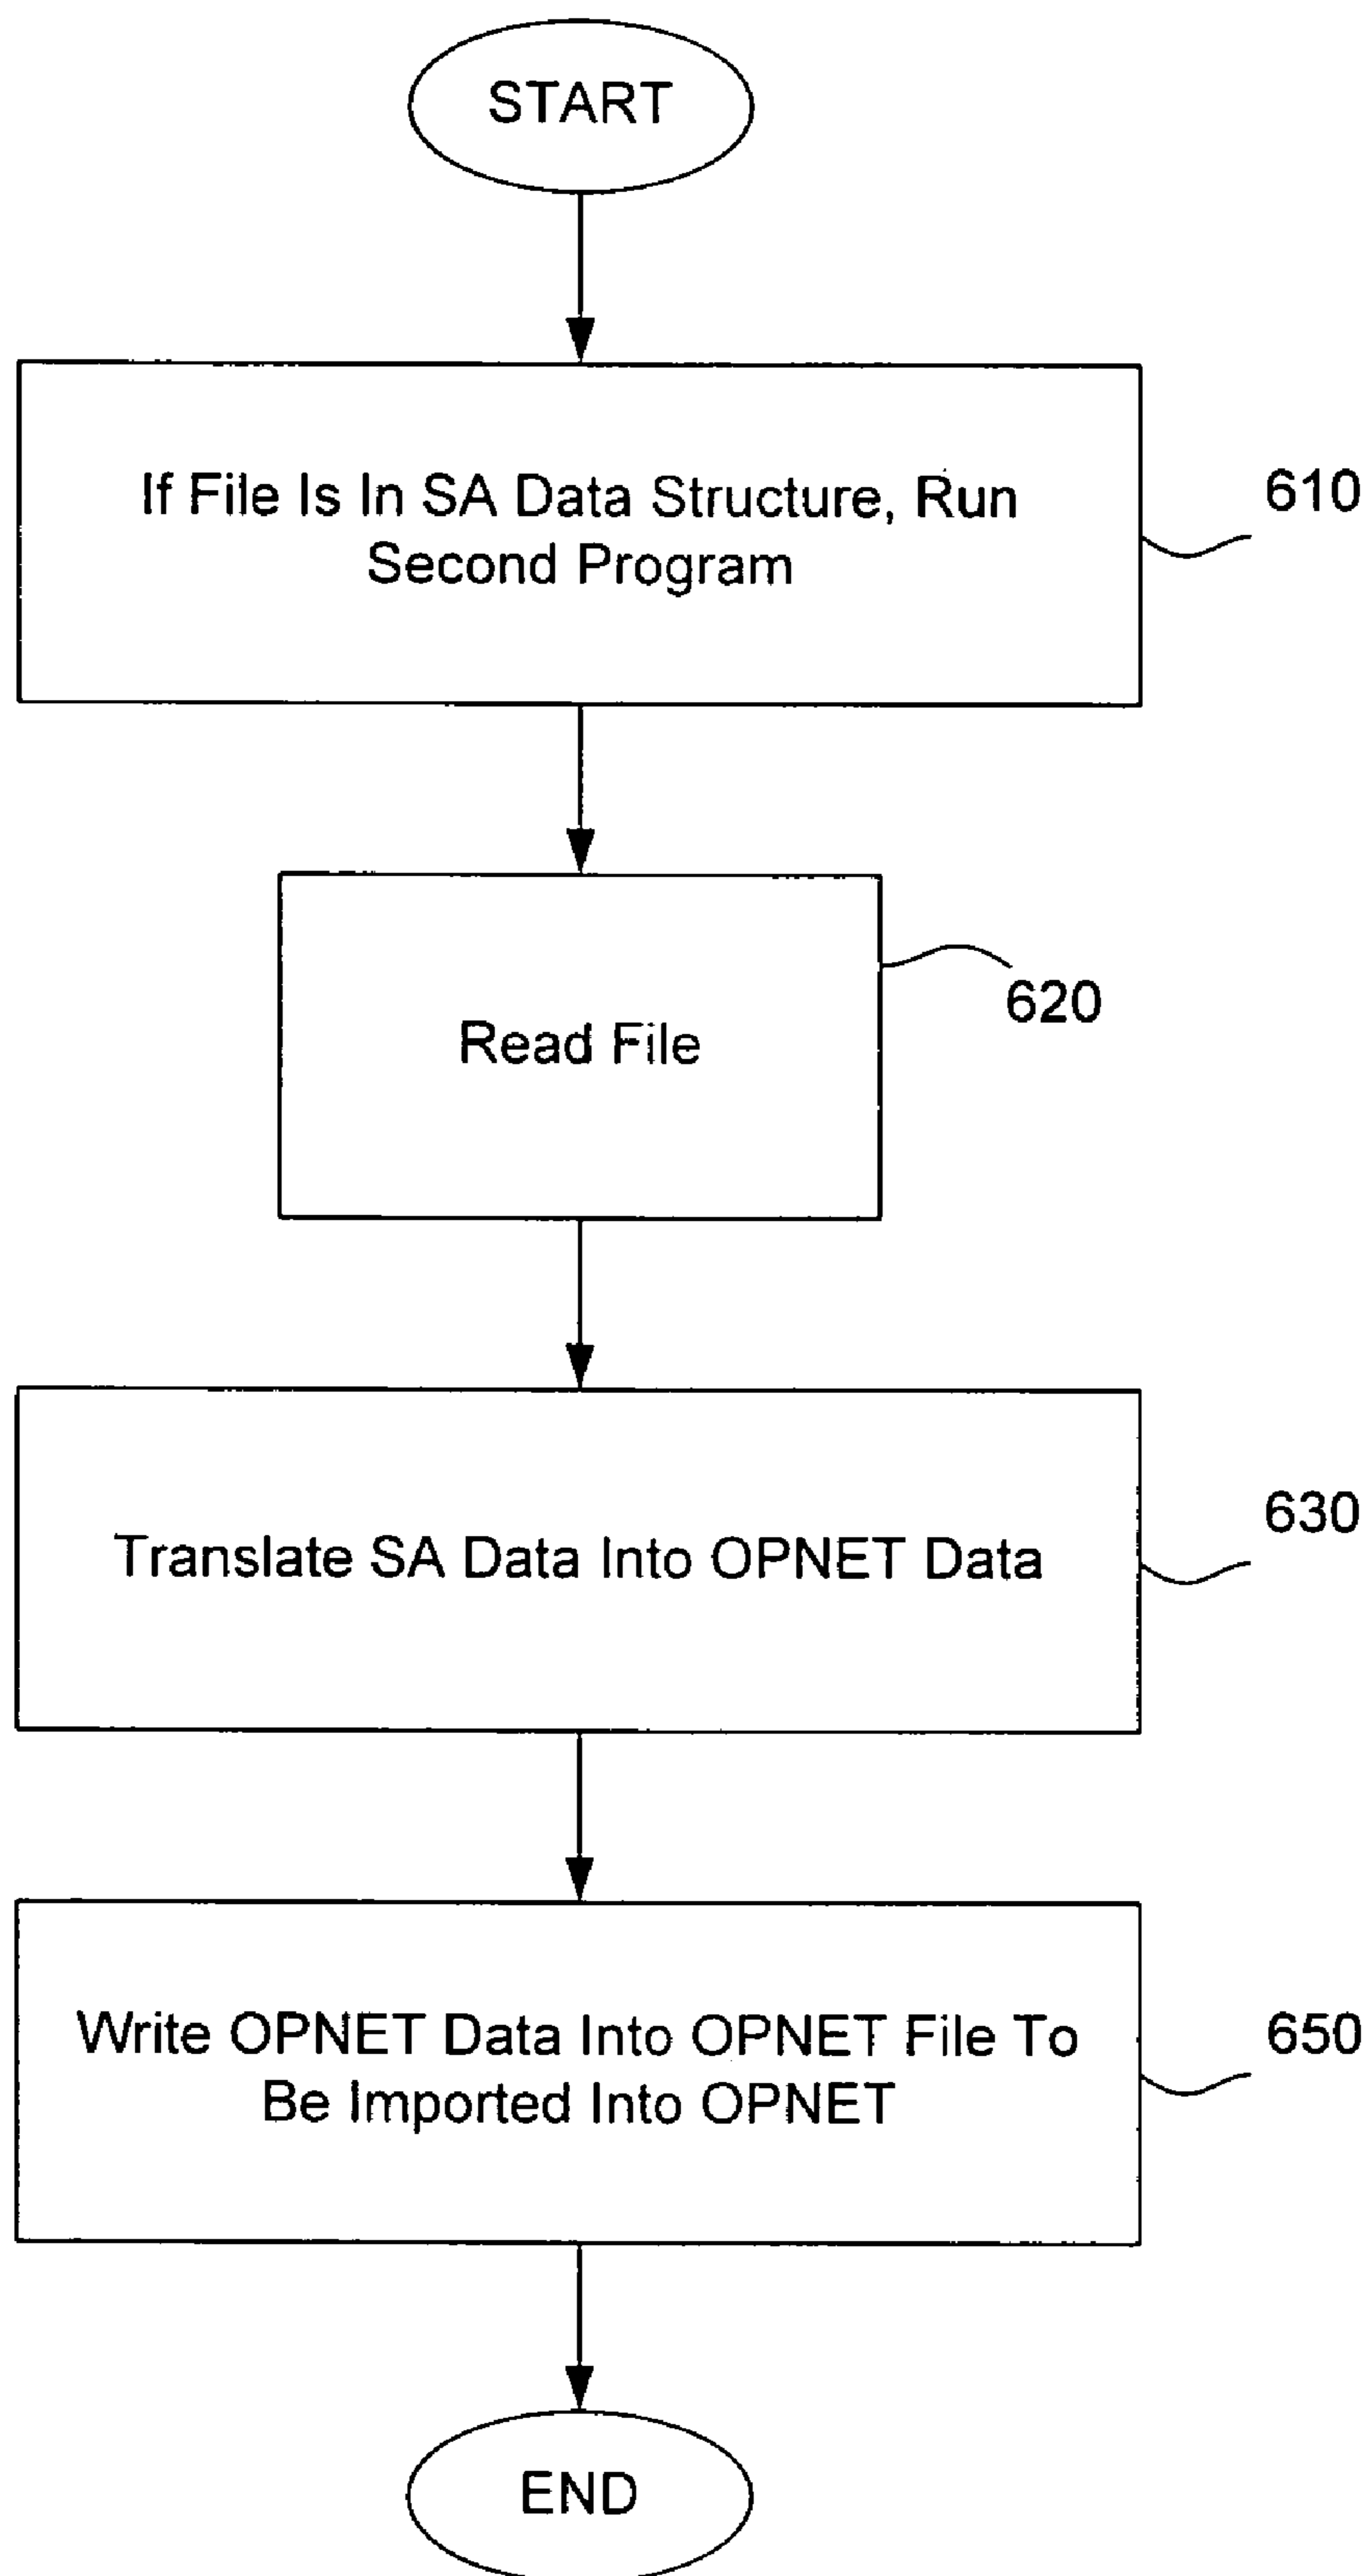 START
If File Is In SA Data Structure, Run
Second Program
610
Read File
620
Translate SA Data Into OPNET Data
630
Write OPNET Data Into OPNET File To
Be Imported Into OPNET
650
END